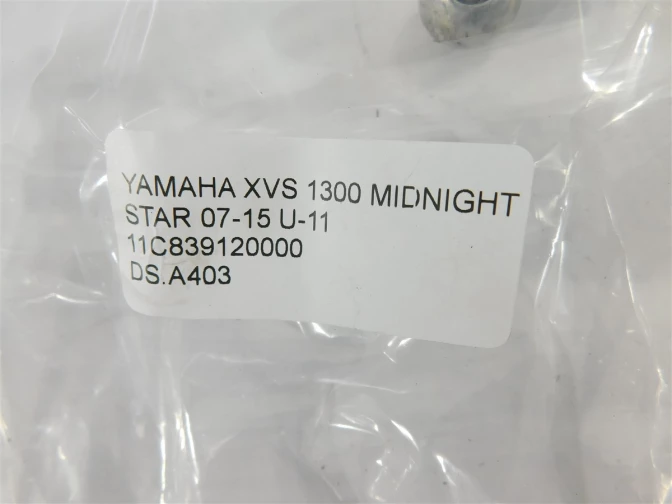 YAMAHA XVS 1300 MIDNIGHT
STAR 07-15 U-11
11C839120000
DS.A403